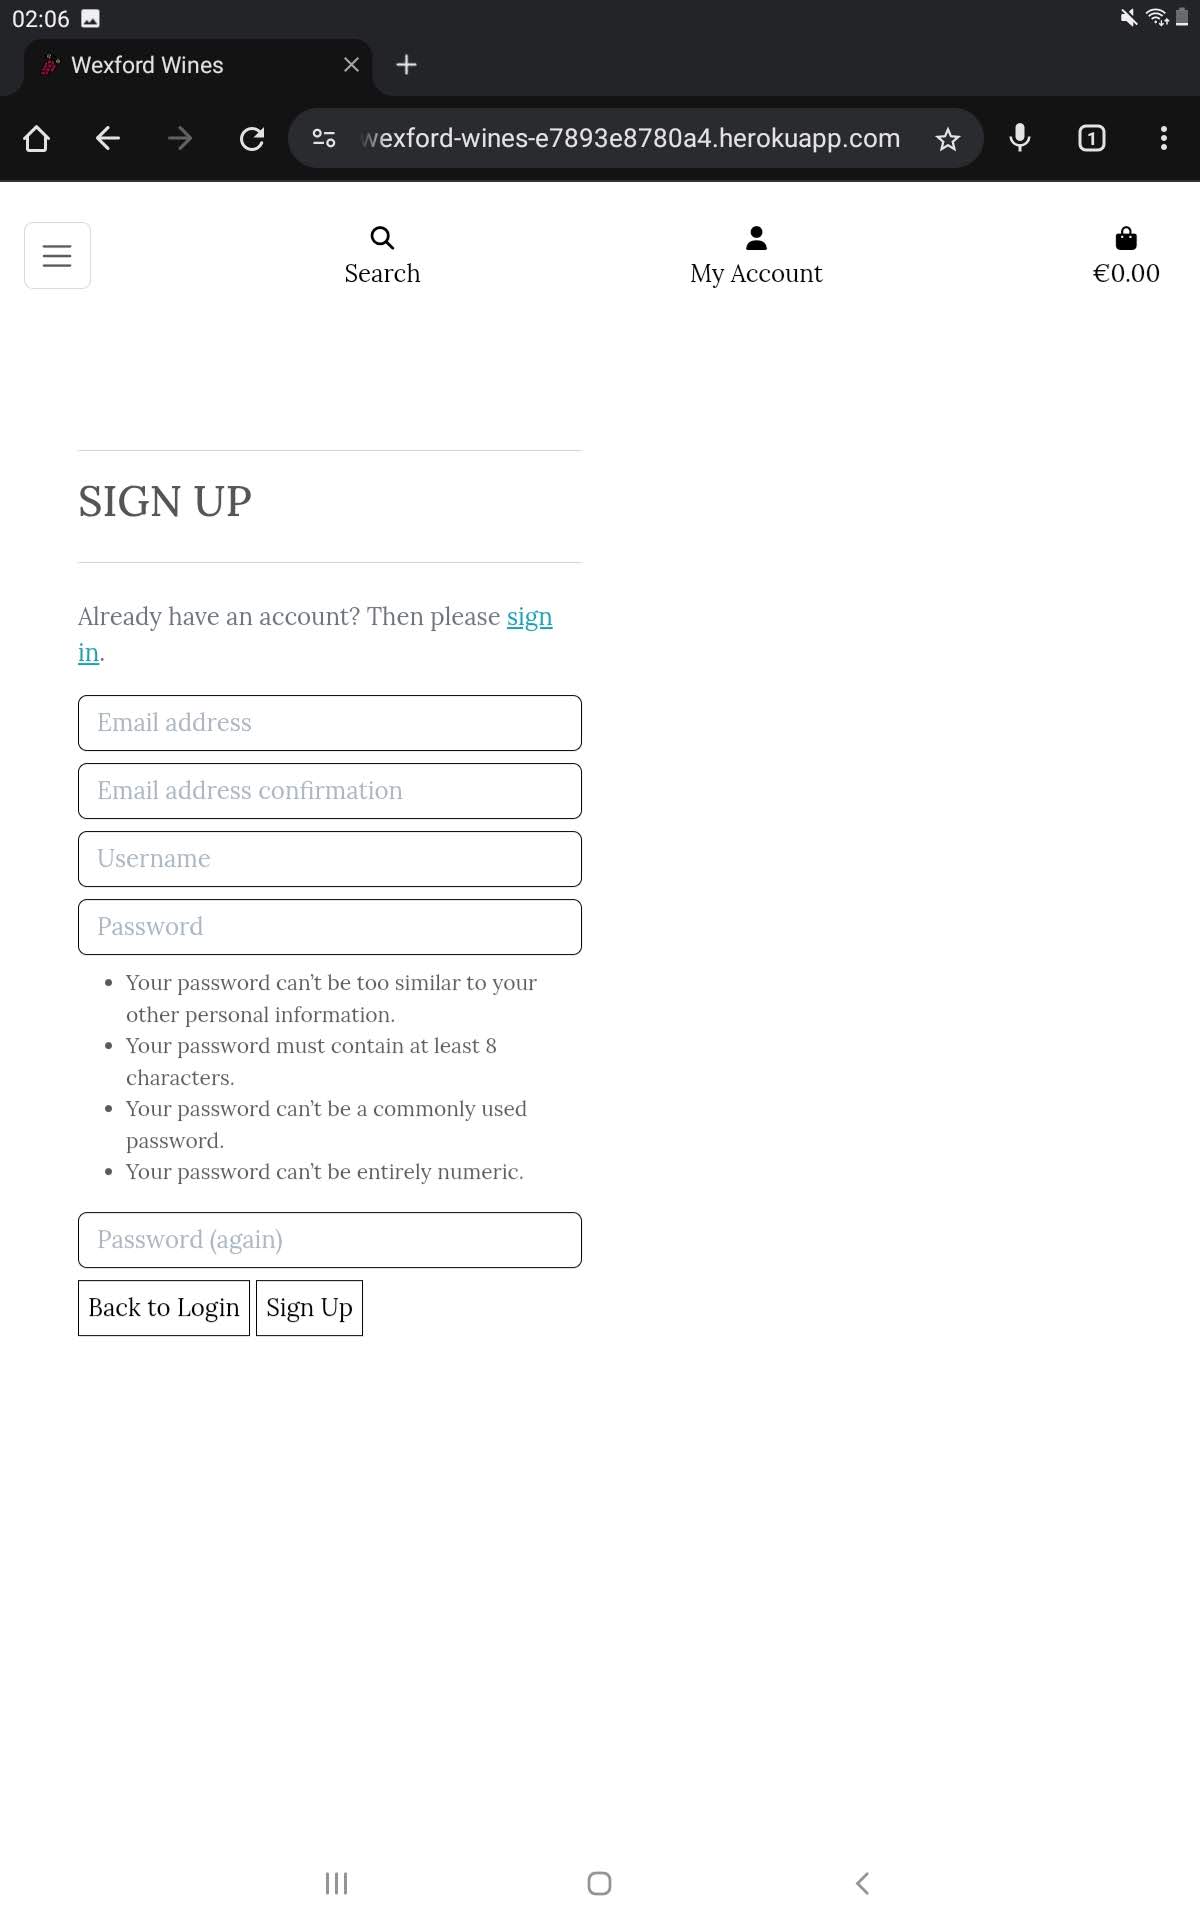 02:06
Wexford Wines
wexford-wines-e7893e8780a4.herokuapp.com
1
Search
My Account
€0.00
SIGN UP
Already have an account? Then please sign
in.
Email address
Email address confirmation
Username
Password
• Your password can’t be too similar to your
other personal information.
• Your password must contain at least 8
characters.
• Your password can’t be a commonly used
password.
• Your password can’t be entirely numeric.
Password (again)
Back to Login
Sign Up